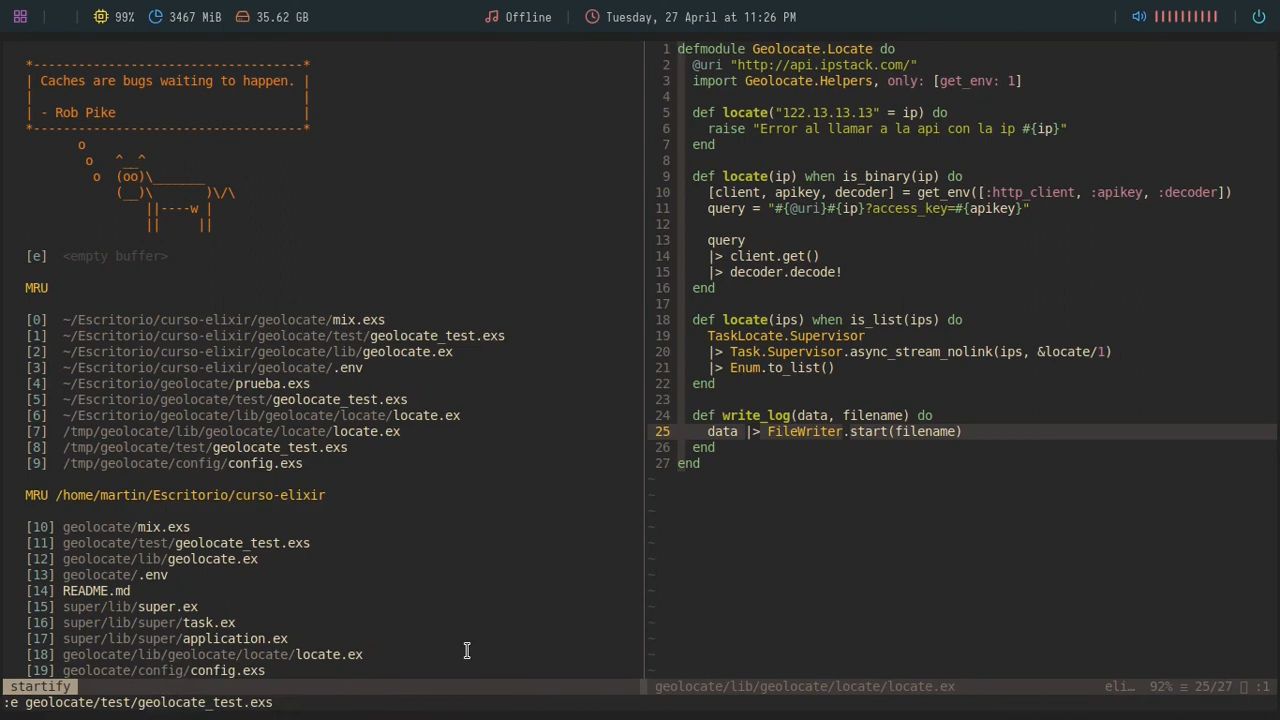 99% 3467 MiB 35.62 GB Offline Tuesday, 27 April at 11:26 PM
*------------------------------------*
| Caches are bugs waiting to happen. |
| |
| - Rob Pike |
*------------------------------------*
o
o ^__^
o (oo)\_______
(__)\ )\/\
||----w |
|| ||
[e] <empty buffer>
MRU
[0] ~/Escritorio/curso-elixir/geolocate/mix.exs
[1] ~/Escritorio/curso-elixir/geolocate/test/geolocate_test.exs
[2] ~/Escritorio/curso-elixir/geolocate/lib/geolocate.ex
[3] ~/Escritorio/curso-elixir/geolocate/.env
[4] ~/Escritorio/geolocate/prueba.exs
[5] ~/Escritorio/geocate/test/geolocate_test.exs
[6] ~/Escritorio/geolocate/lib/geolocate/locate/locate.ex
[7] /tmp/geolocate/lib/geolocate/locate/locate.ex
[8] /tmp/geolocate/test/geolocate_test.exs
[9] /tmp/geolocate/config/config.exs
MRU /home/martin/Escritorio/curso-elixir
[10] geolocate/mix.exs
[11] geolocate/test/geolocate_test.exs
[12] geolocate/lib/geolocate.ex
[13] geolocate/.env
[14] README.md
[15] super/lib/super.ex
[16] super/lib/super/task.ex
[17] super/lib/super/application.ex
[18] geolocate/lib/geolocate/locate/locate.ex
[19] geolocate/config/config.exs
startify
:e geolocate/test/geolocate_test.exs
1 defmodule Geolocate.Locate do
2 @uri "http://api.ipstack.com/"
3 import Geolocate.Helpers, only: [get_env: 1]
4
5 def locate("122.13.13.13" = ip) do
6 raise "Error al llamar a la api con la ip #{ip}"
7 end
8
9 def locate(ip) when is_binary(ip) do
10 [client, apikey, decoder] = get_env([:http_client, :apikey, :decoder])
11 query = "#{@uri}#{ip}?access_key=#{apikey}"
12
13 query
14 |> client.get()
15 |> decoder.decode!
16 end
17
18 def locate(ips) when is_list(ips) do
19 TaskLocate.Supervisor
20 |> Task.Supervisor.async_stream_nolink(ips, &locate/1)
21 |> Enum.to_list()
22 end
23
24 def write_log(data, filename) do
25 data |> FileWriter.start(filename)
26 end
27 end
geolocate/lib/geolocate/locate/locate.ex eli… 92% ≡ 25/27 :1